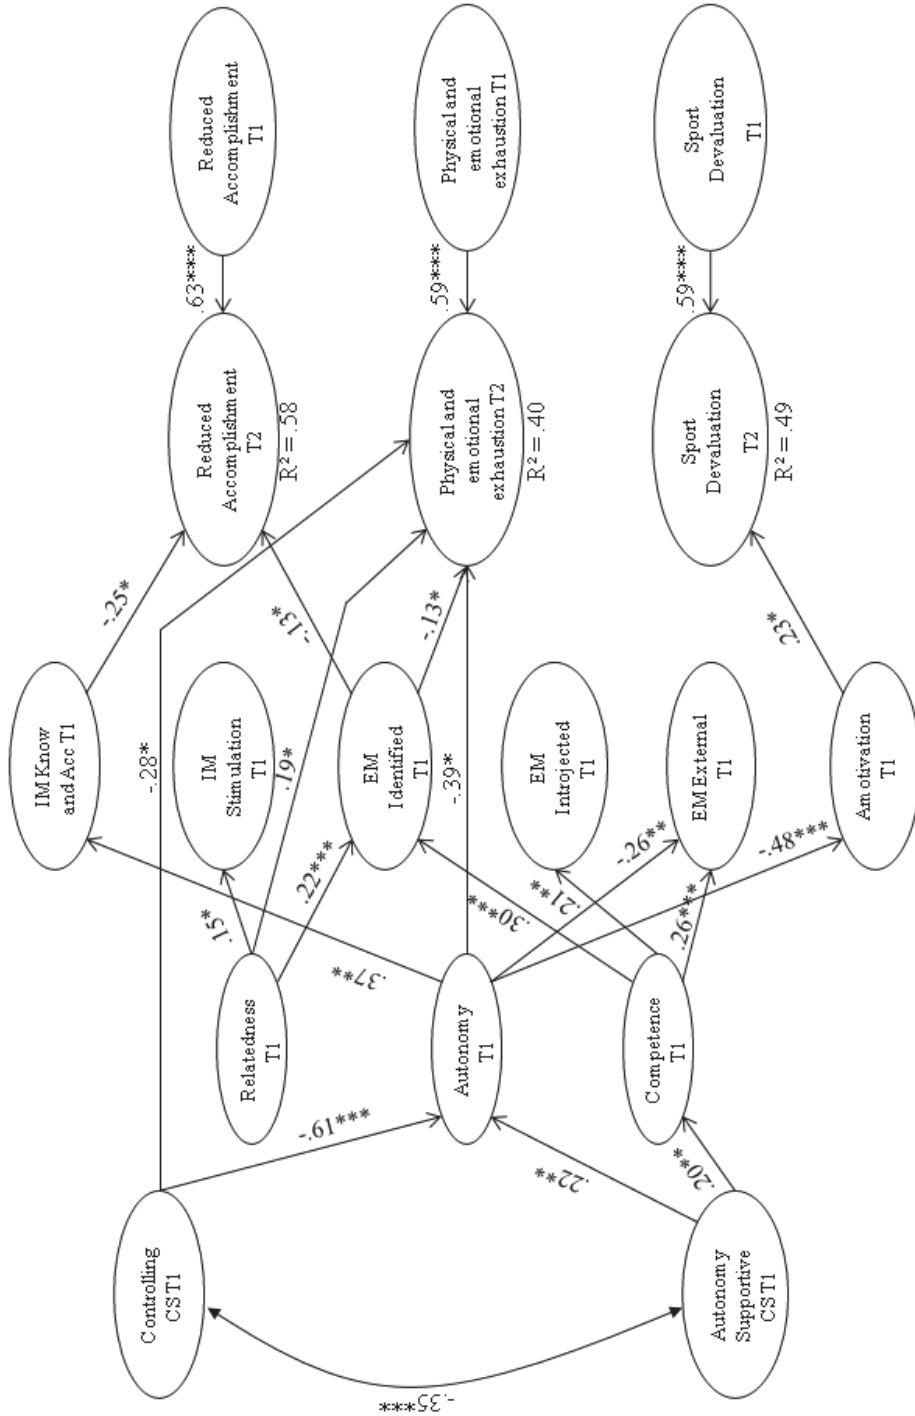 Controlling
CS T1
-.35***
Autonomy
Supportive
CS T1
-.61***
.22**
.20**
Relatedness
T1
Autonomy
T1
Competence
T1
-.28*
.37**
.15*
.19*
.22***
-.39*
.30***
.21**
-.26**
.26***
-.48***
IM Know
and Acc T1
IM
Stimulation
T1
EM
Identified
T1
EM
Introjected
T1
EM External
T1
Amotivation
T1
-.25*
-.13*
-.13*
.23*
Reduced
Accomplishment
T2
R² = .58
Physical and
emotional
exhaustion T2
R² = .40
Sport
Devaluation
T2
R² = .49
.63***
.59***
.59***
Reduced
Accomplishment
T1
Physical and
emotional
exhaustion T1
Sport
Devaluation
T1